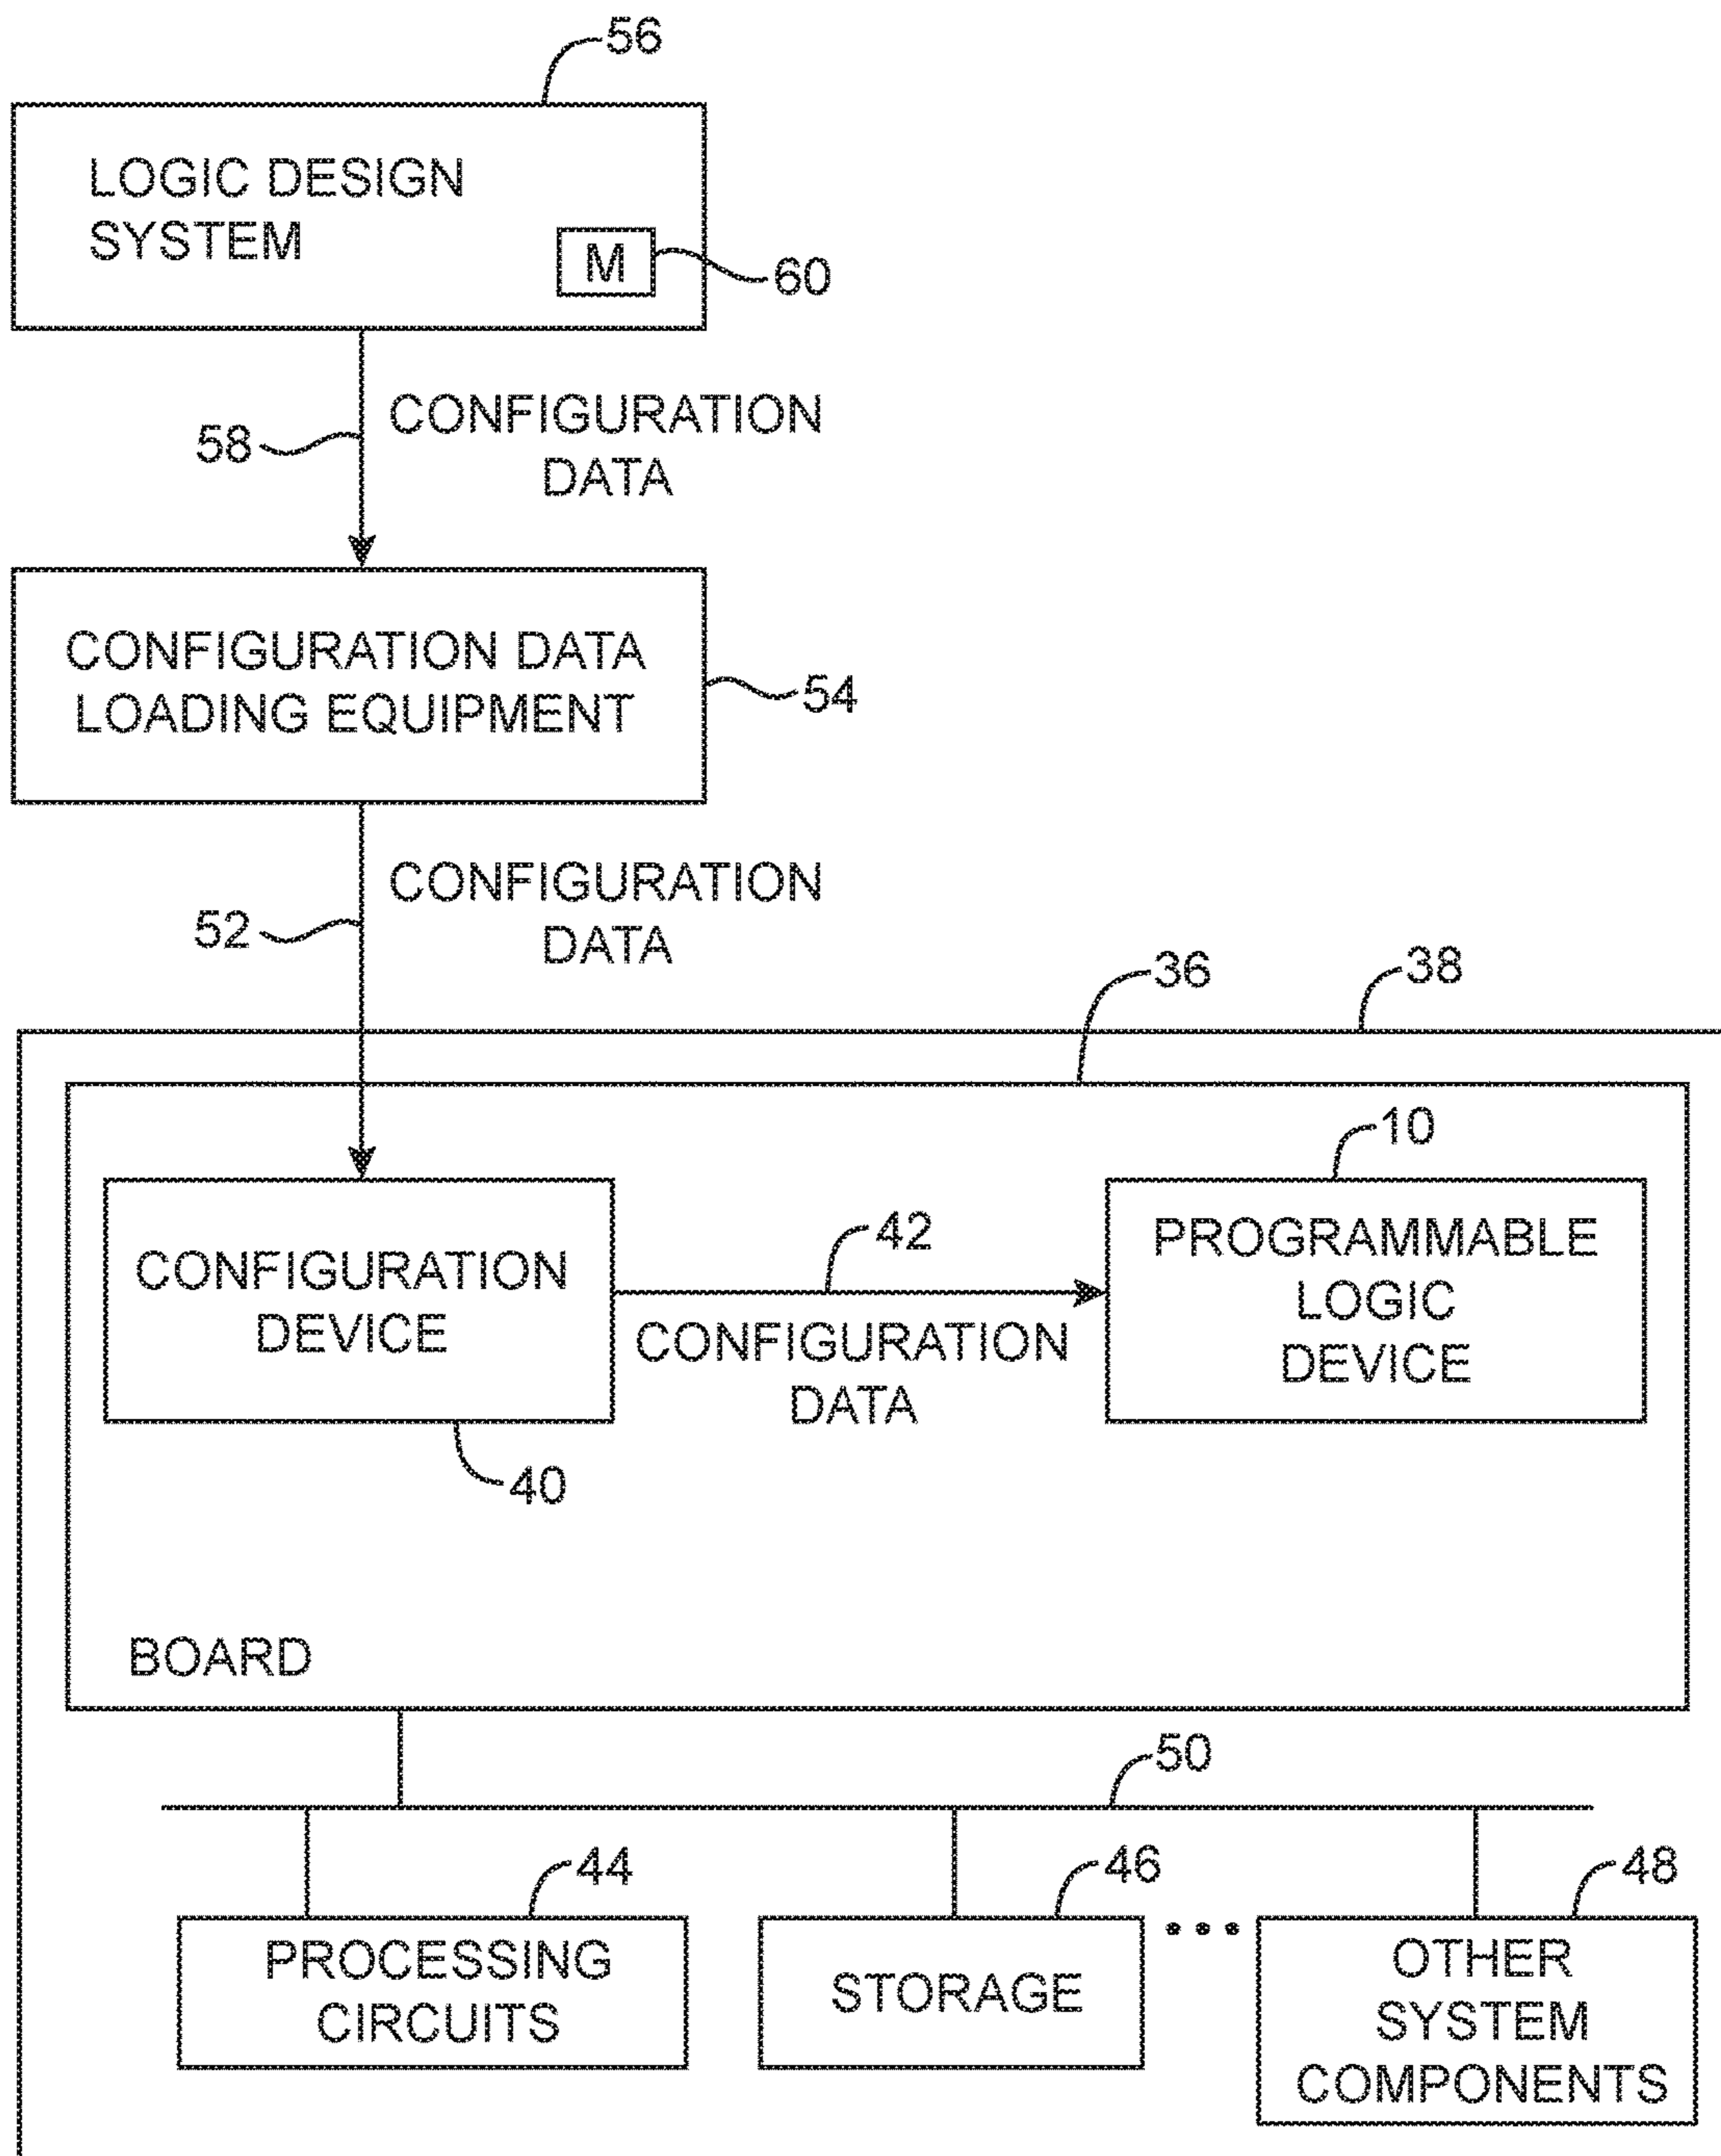 56
LOGIC DESIGN
SYSTEM
M
60
58
CONFIGURATION
DATA
CONFIGURATION DATA
LOADING EQUIPMENT
54
52
CONFIGURATION
DATA
36
38
10
CONFIGURATION
DEVICE
42
CONFIGURATION
DATA
PROGRAMMABLE
LOGIC
DEVICE
40
BOARD
50
44
46
48
PROCESSING
CIRCUITS
STORAGE
...
OTHER
SYSTEM
COMPONENTS